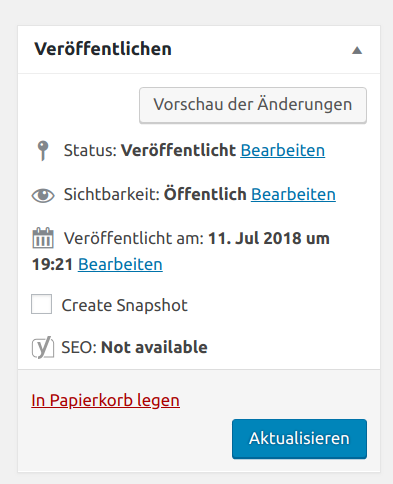 Veröffentlichen
Vorschau der Änderungen
Status: Veröffentlicht Bearbeiten
Sichtbarkeit: Öffentlich Bearbeiten
Veröffentlicht am: 11. Jul 2018 um
19:21 Bearbeiten
Create Snapshot
SEO: Not available
In Papierkorb legen
Aktualisieren